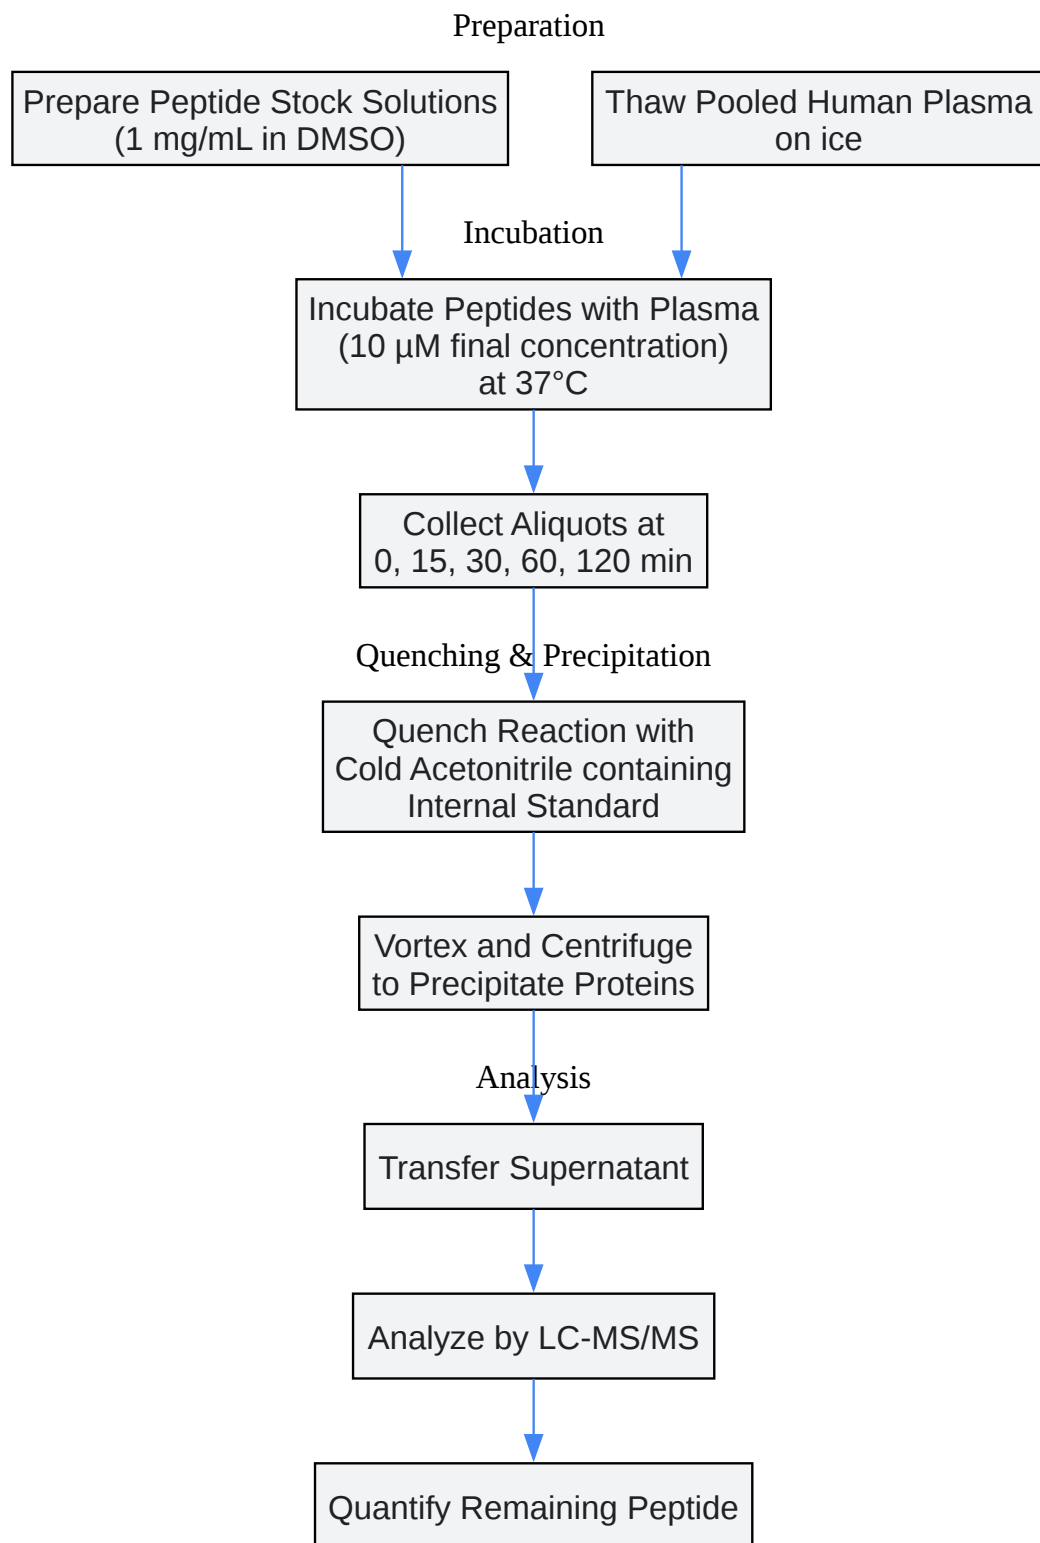 Preparation
Prepare Peptide Stock Solutions
(1 mg/mL in DMSO)
Thaw Pooled Human Plasma
on ice
Incubation
Incubate Peptides with Plasma
(10 µM final concentration)
at 37°C
Collect Aliquots at
0, 15, 30, 60, 120 min
Quenching & Precipitation
Quench Reaction with
Cold Acetonitrile containing
Internal Standard
Vortex and Centrifuge
to Precipitate Proteins
Analysis
Transfer Supernatant
Analyze by LC-MS/MS
Quantify Remaining Peptide